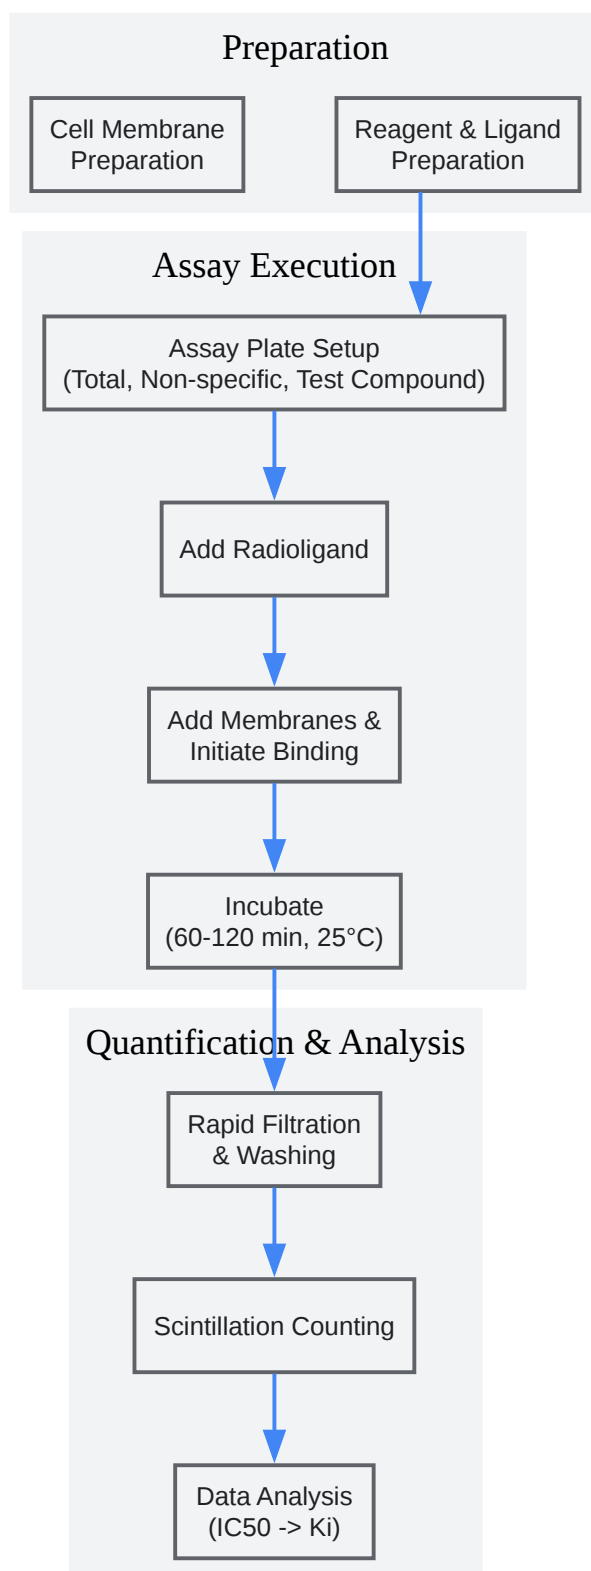 Preparation
Cell Membrane
Preparation
Reagent & Ligand
Preparation
Assay Execution
Assay Plate Setup
(Total, Non-specific, Test Compound)
Add Radioligand
Add Membranes &
Initiate Binding
Incubate
(60-120 min, 25°C)
Quantification & Analysis
Rapid Filtration
& Washing
Scintillation Counting
Data Analysis
(IC50 -> Ki)